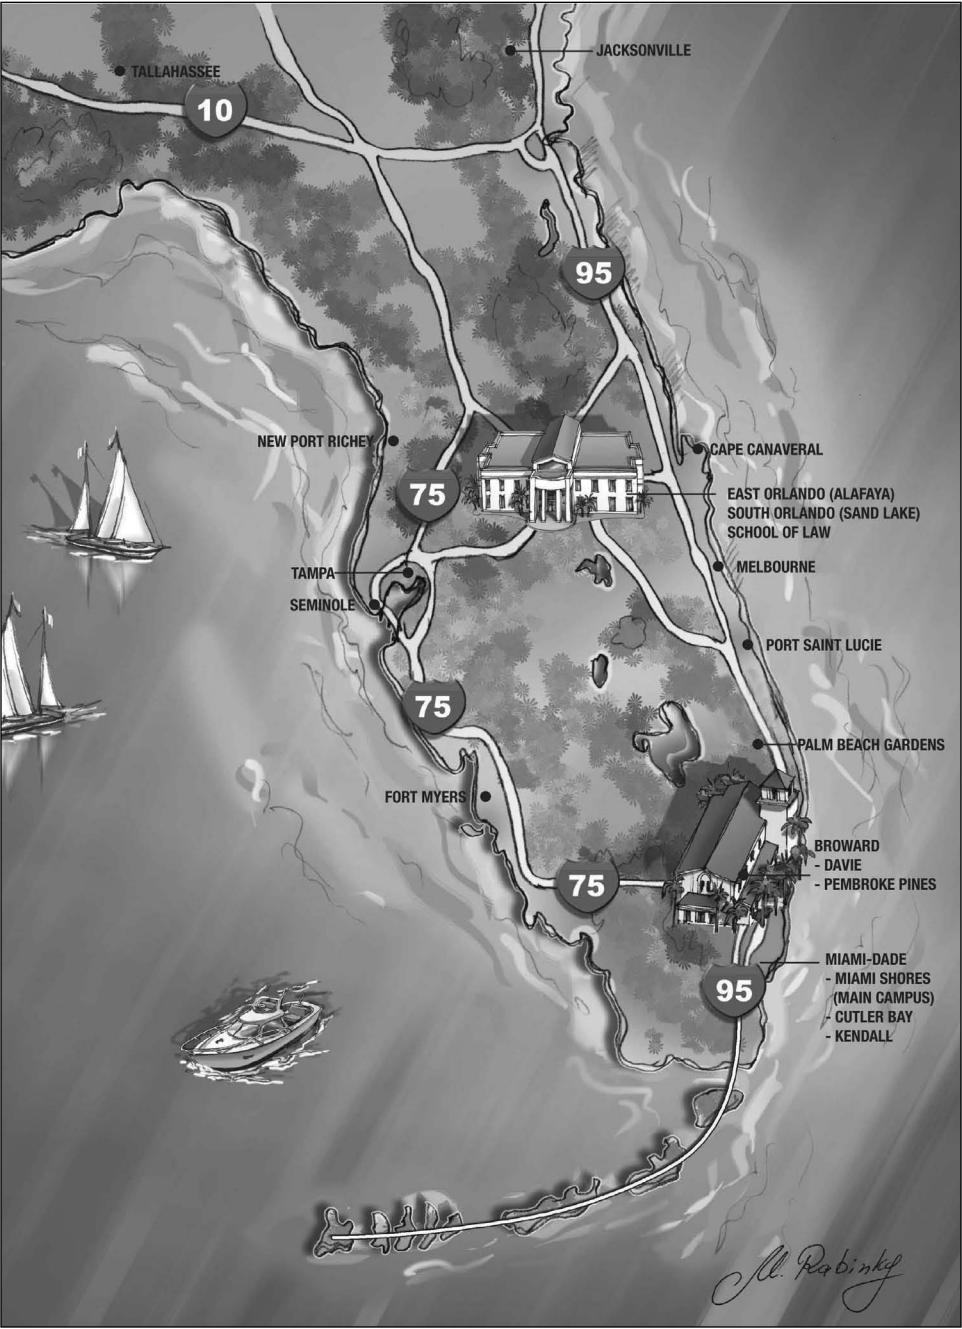 JACKSONVILLE
TALLAHASSEE
10
95
NEW PORT RICHEY
CAPE CANAVERAL
75
EAST ORLANDO (ALAFAYA)
SOUTH ORLANDO (SAND LAKE)
SCHOOL OF LAW
MELBOURNE
TAMPA
SEMINOLE
PORT SAINT LUCIE
75
PALM BEACH GARDENS
FORT MYERS
BROWARD
- DAVIE
- PEMBROKE PINES
75
MIAMI-DADE
- MIAMI SHORES
(MAIN CAMPUS)
- CUTLER BAY
- KENDALL
95
M. Rabinky